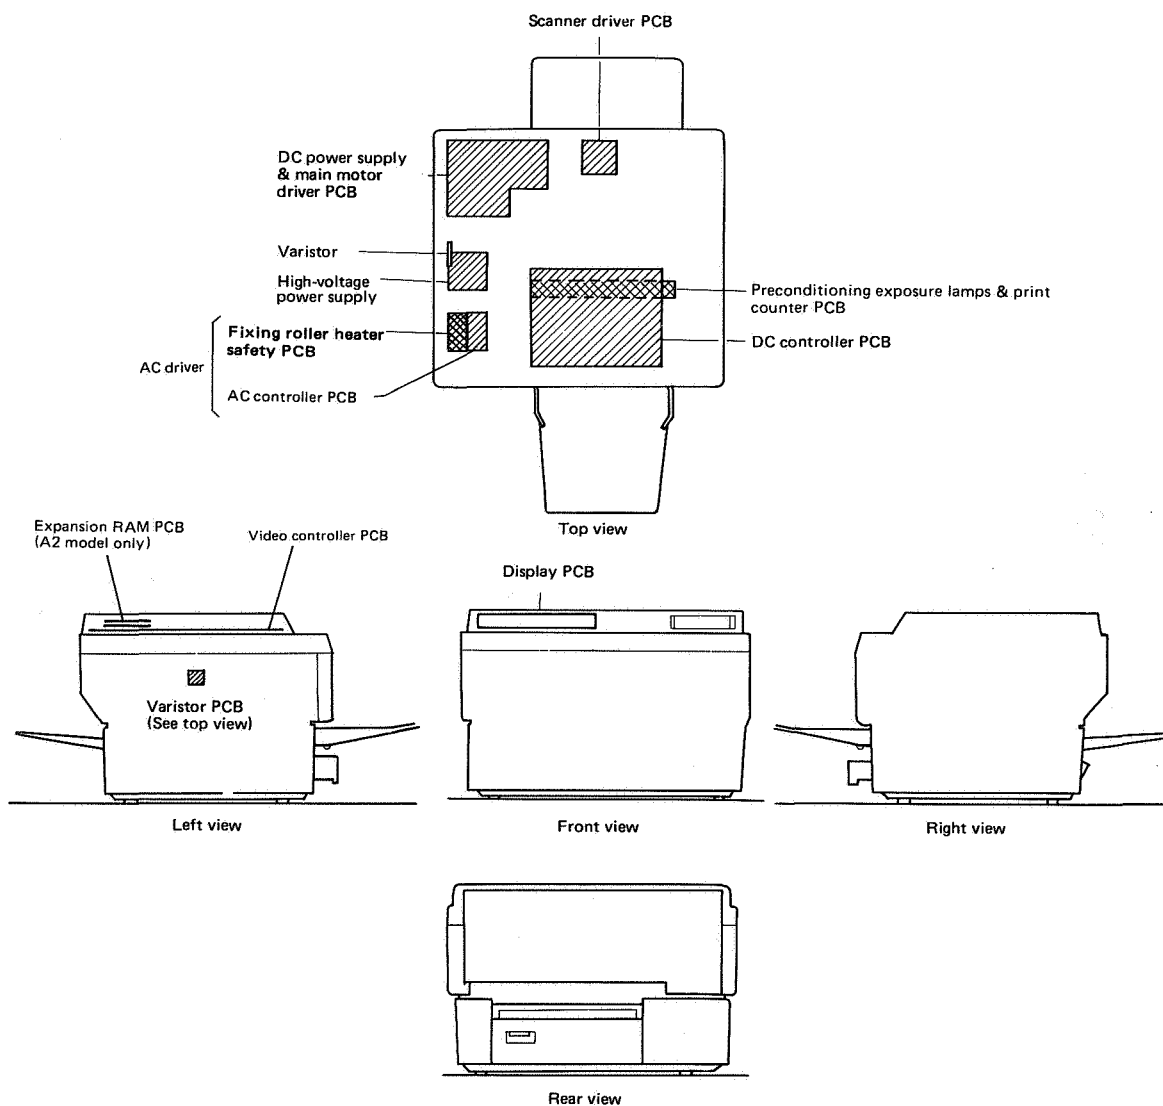 Scanner driver PCB
DC power supply
& main motor
driver PCB
Varistor
High-voltage
power supply
Fixing roller heater
safety PCB
AC driver
AC controller PCB
Preconditioning exposure lamps & print
counter PCB
DC controller PCB
Top view
Expansion RAM PCB
(A2 model only)
Video controller PCB
Varistor PCB
(See top view)
Left view
Display PCB
Front view
Right view
Rear view